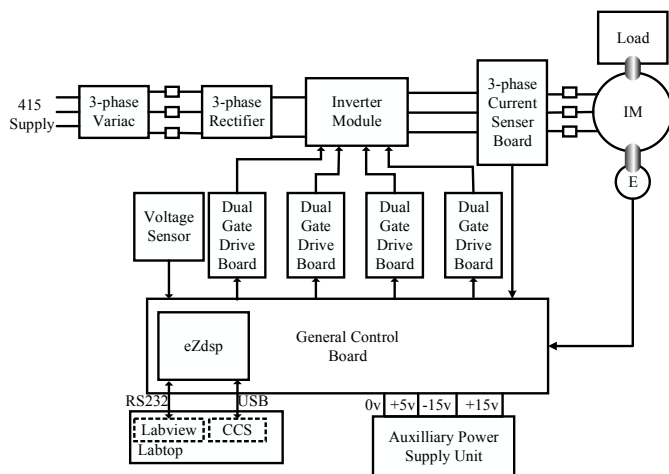 Load
415
Supply
3-phase
Variac
3-phase
Rectifier
Inverter
Module
3-phase
Current
Senser
Board
IM
E
Voltage
Sensor
Dual
Gate
Drive
Board
Dual
Gate
Drive
Board
Dual
Gate
Drive
Board
Dual
Gate
Drive
Board
eZdsp
General Control
Board
RS232
USB
0v +5v -15v +15v
Labview
CCS
Labtop
Auxilliary Power
Supply Unit